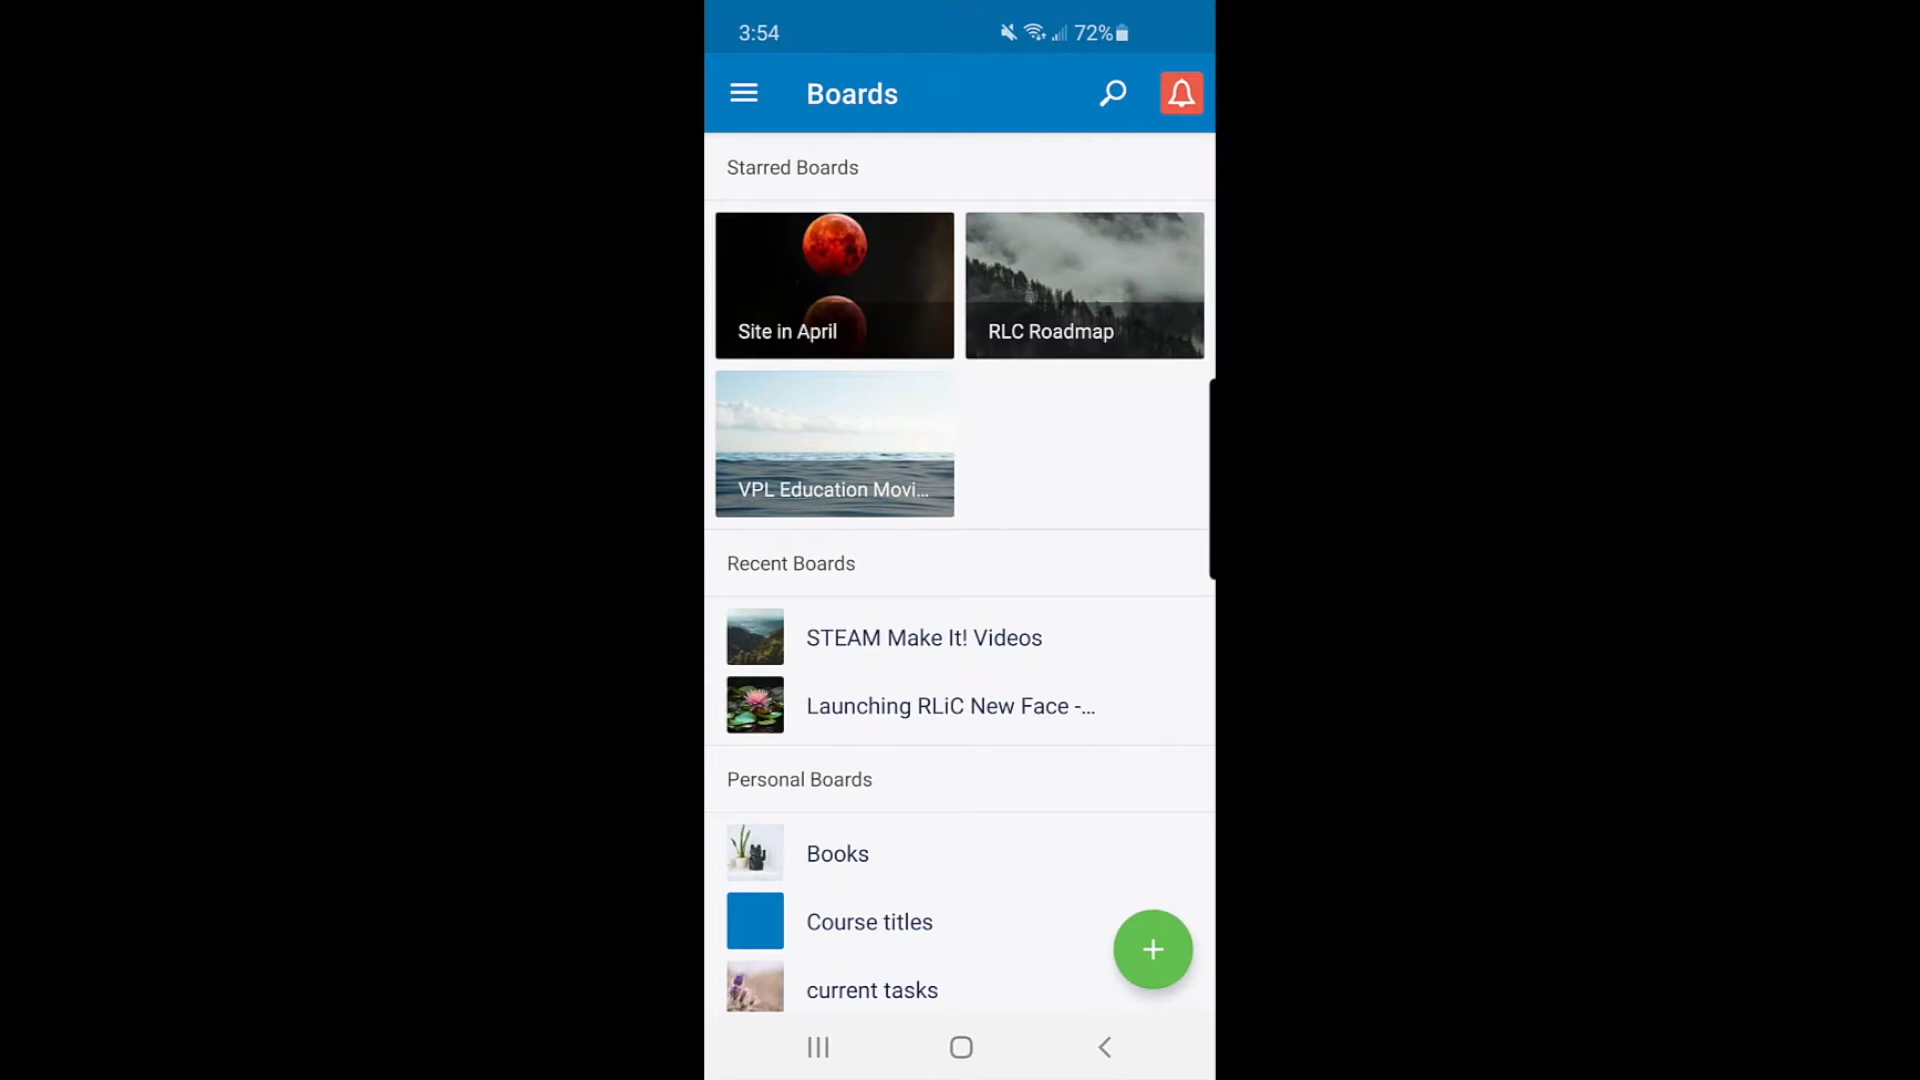 3:54
72%
Boards
Starred Boards
Site in April
RLC Roadmap
VPL Education Movi...
Recent Boards
STEAM Make It! Videos
Launching RLiC New Face -...
Personal Boards
Books
Course titles
current tasks